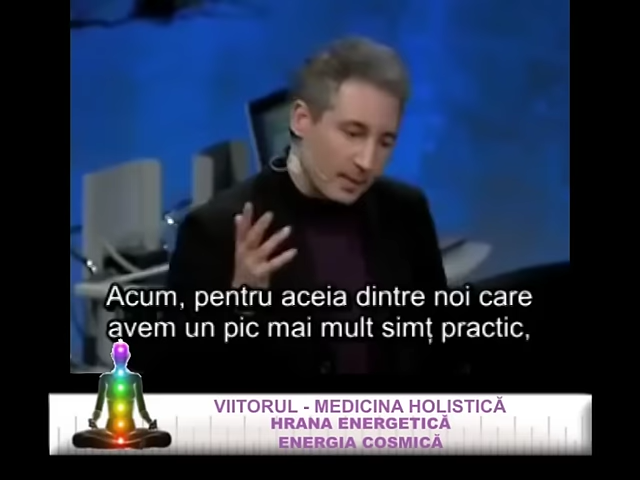 Acum, pentru aceia dintre noi care
avem un pic mai mult simţ practic,
VIITORUL - MEDICINA HOLISTICĂ
HRANA ENERGETICĂ
ENERGIA COSMICĂ